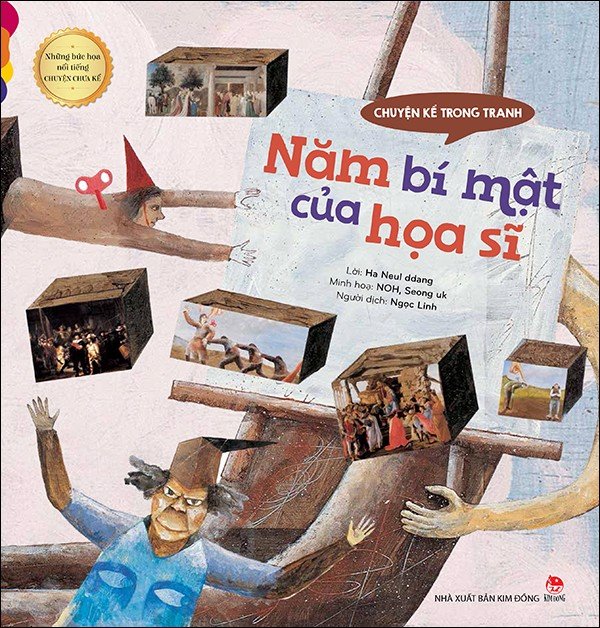 Những bức họa
nổi tiếng
CHUYỆN CHƯA KỂ
CHUYỆN KỂ TRONG TRANH
Năm bí mật
của họa sĩ
Lời: Ha Neul ddang
Minh hoạ: NOH, Seong uk
Người dịch: Ngọc Linh
NHÀ XUẤT BẢN KIM ĐỒNG
KIM ĐỒNG